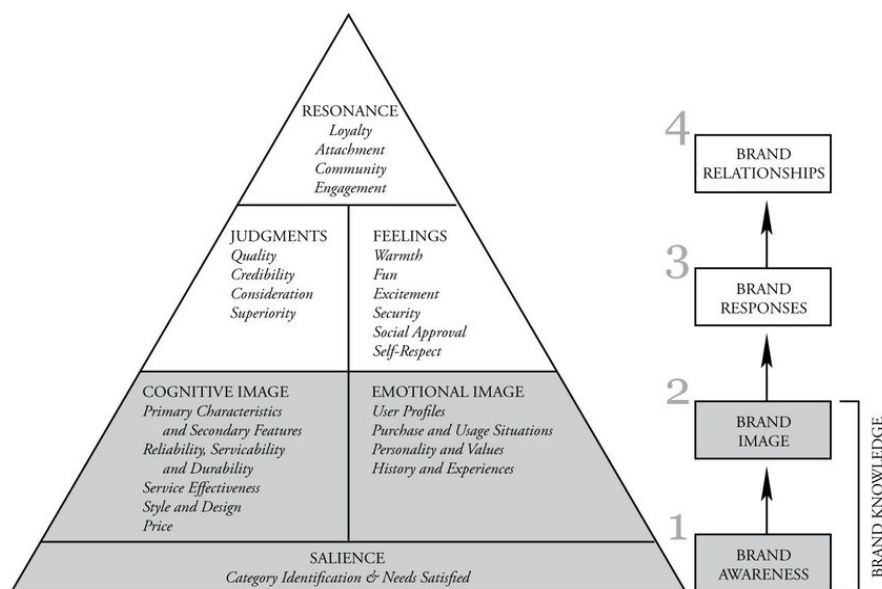 RESONANCE
Loyalty
Attachment
Community
Engagement
JUDGMENTS
Quality
Credibility
Consideration
Superiority
FEELINGS
Warmth
Fun
Excitement
Security
Social Approval
Self-Respect
COGNITIVE IMAGE
Primary Characteristics
and Secondary Features
Reliability, Servicability
and Durability
Service Effectiveness
Style and Design
Price
EMOTIONAL IMAGE
User Profiles
Purchase and Usage Situations
Personality and Values
History and Experiences
SALIENCE
Category Identification & Needs Satisfied
4
BRAND
RELATIONSHIPS
3
BRAND
RESPONSES
2
BRAND
IMAGE
1
BRAND
AWARENESS
BRAND KNOWLEDGE